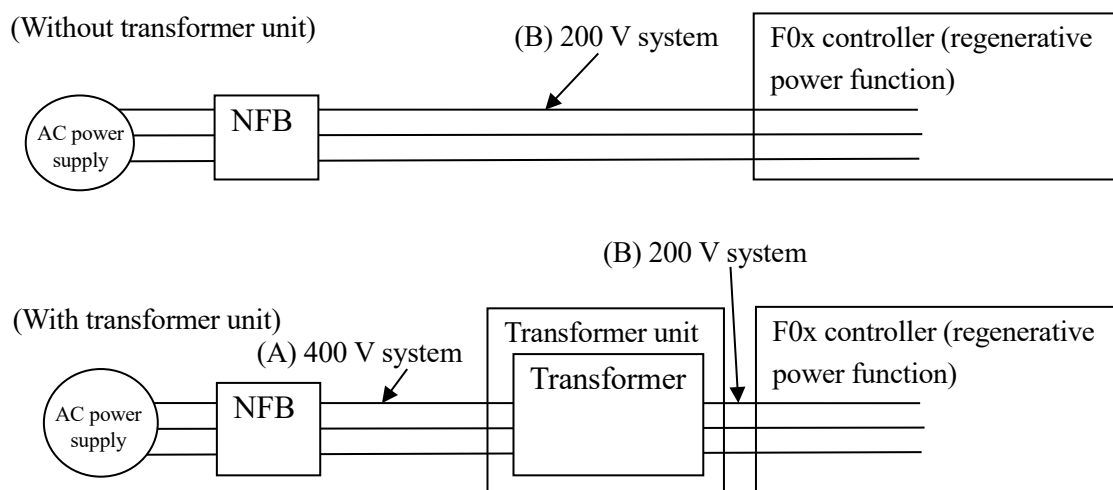 (Without transformer unit)
(B) 200 V system
F0x controller (regenerative
power function)
AC power
supply
NFB
(B) 200 V system
(With transformer unit)
(A) 400 V system
Transformer unit
Transformer
F0x controller (regenerative
power function)
AC power
supply
NFB